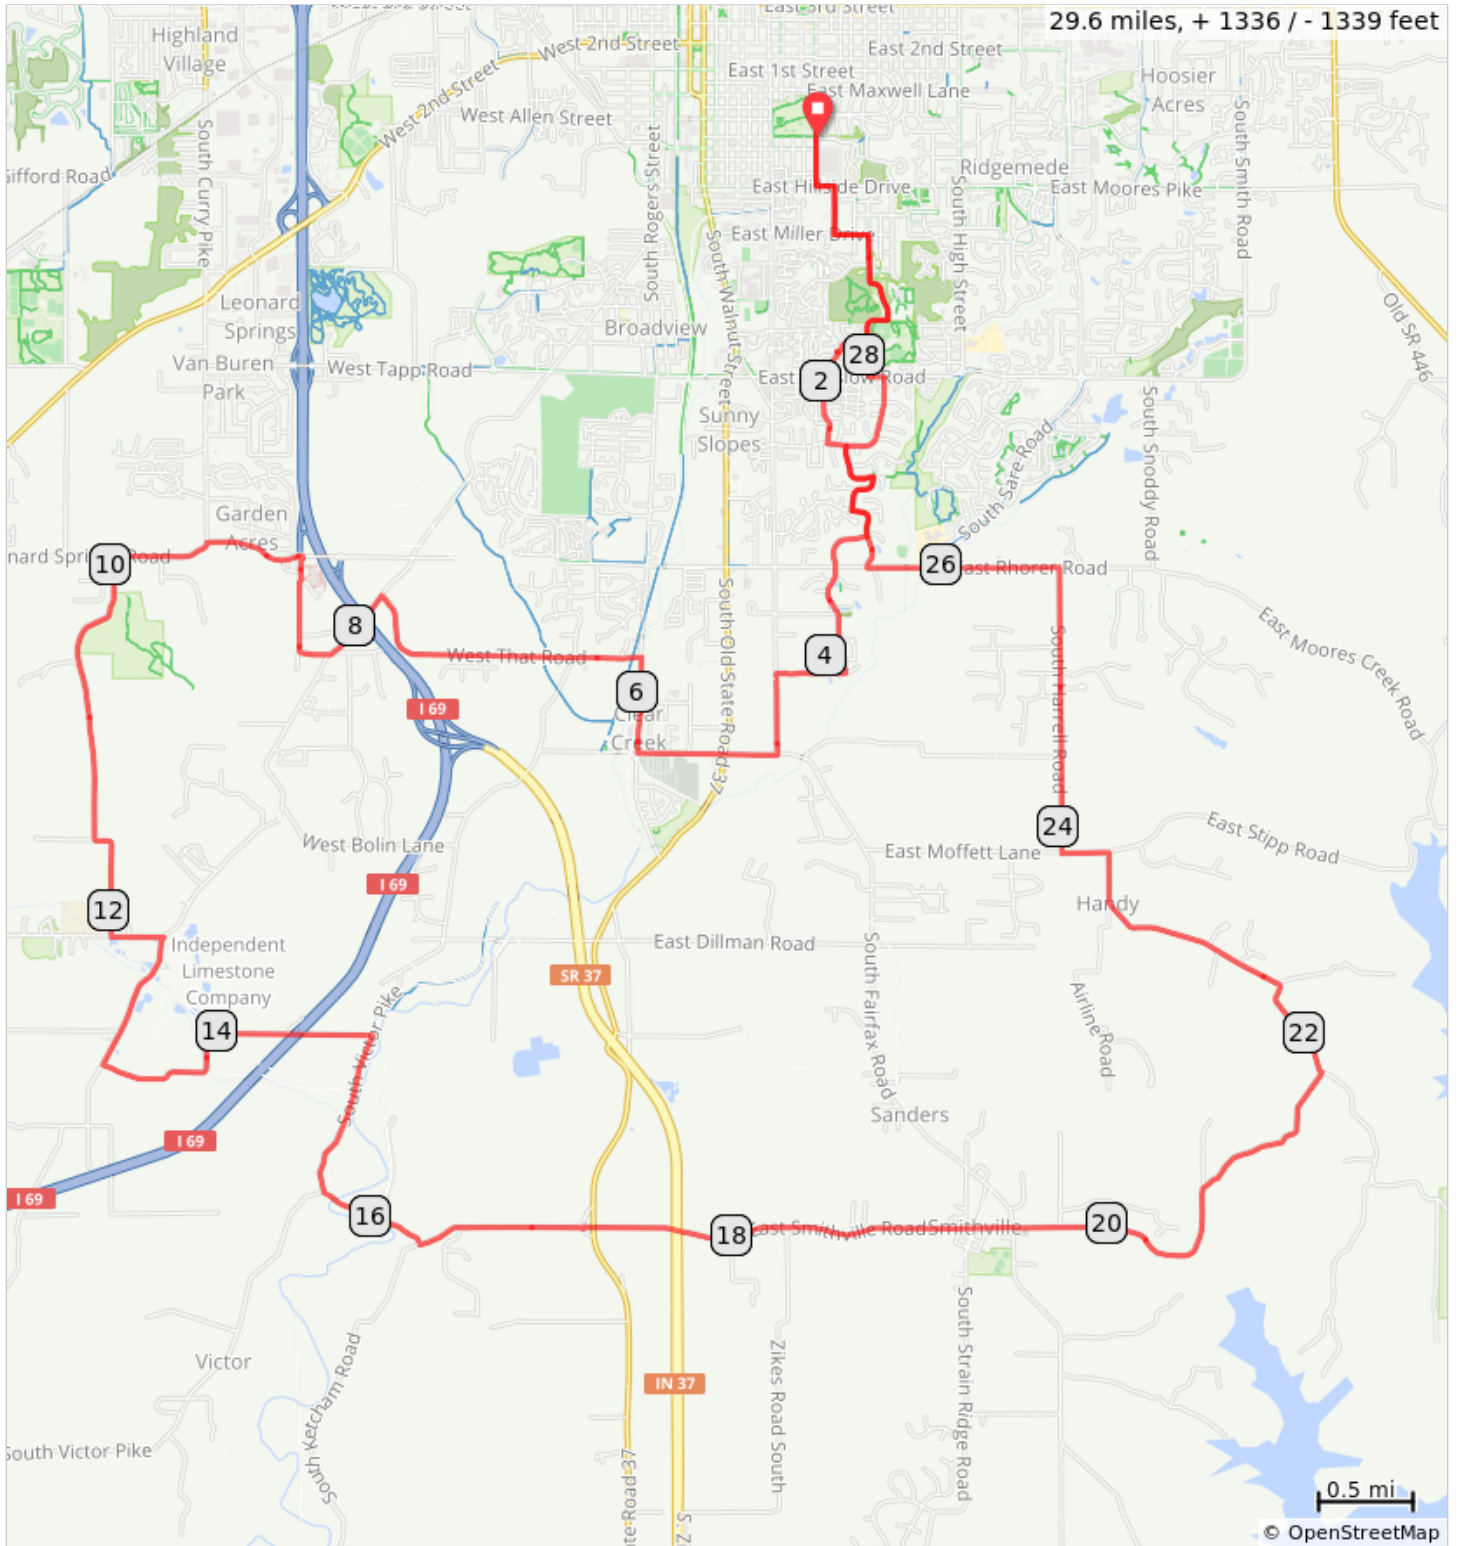 East 3rd Street
29.6 miles, + 1336 / - 1339 feet
Highland
Village
West 2nd Street
East 2nd Street
East 1st Street
Hoosier
Acres
East Maxwell Lane
West 2nd Street
West Allen Street
South Curry Pike
South Rogers Street
South Smith Road
Gifford Road
Ridgemede
East Hillside Drive
East Moores Pike
South High Street
East Miller Drive
South Walnut Street
Leonard
Springs
Broadview
Old SR 446
Van Buren
Park
West Tapp Road
28
2
East
low Road
Sunny
Slopes
South Snoddy Road
South Sare Road
Garden
Acres
10
nard Spri
Road
26
ast Rhorer Road
South Old State Road 37
East Moores Creek Road
8
West That Road
4
South Harrell Road
6
I 69
Clear
Creek
24
West Bolin Lane
East Moffett Lane
East Stipp Road
I 69
12
Handy
Independent
Limestone
Company
East Dillman Road
South Fairfax Road
SR 37
South Victor Pike
Airline Road
14
22
Sanders
I 69
I 69
16
18
East Smithville Road
Smithville
20
South Strain Ridge Road
Zikes Road South
Victor
South Ketcham Road
IN 37
South Victor Pike
te Road 37
S. 
0.5 mi
© OpenStreetMap